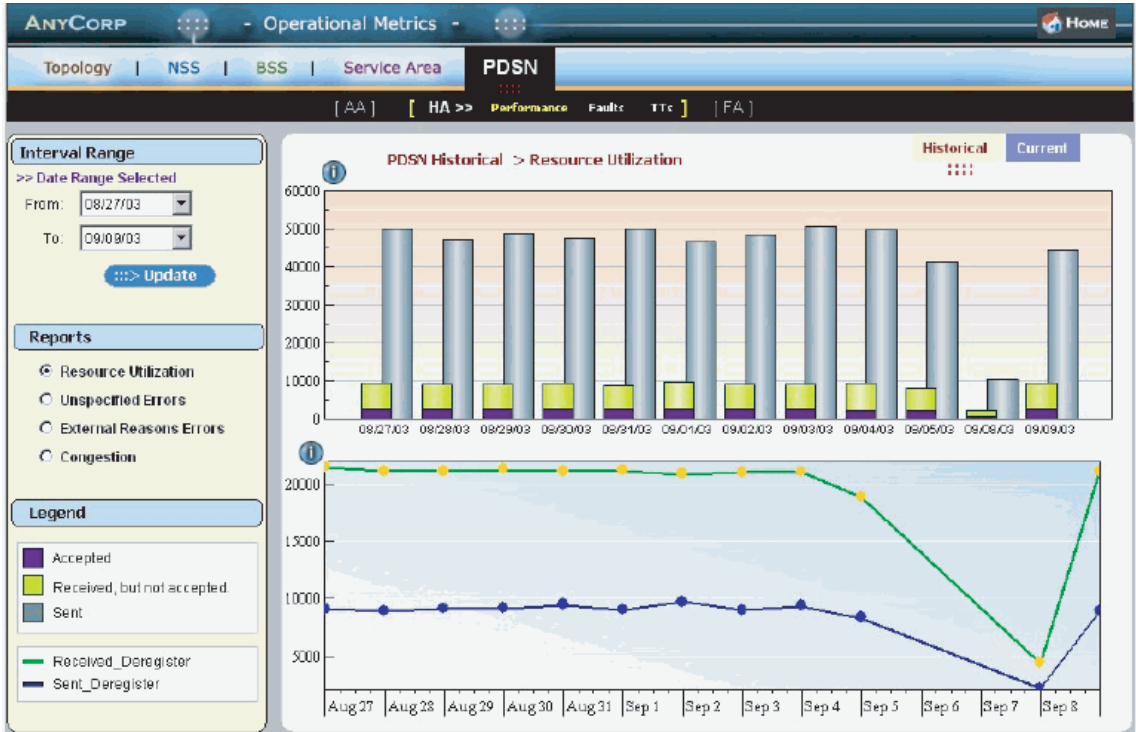 ANYCORP - Operational Metrics - HOME
Topology | NSS | BSS | Service Area PDSN
[ AA ] [ HA >> Performance Faults TTs ] [ FA ]
Interval Range
>> Date Range Selected
From: 08/27/03
To: 09/09/03
:::> Update
Reports
Resource Utilization
Unspecified Errors
External Reasons Errors
Congestion
Legend
Accepted
Received, but not accepted.
Sent
Received_Deregister
Sent_Deregister
PDSN Historical > Resource Utilization
Historical Current
60000
50000
40000
30000
20000
10000
0
08/27/03 08/28/03 08/29/03 08/30/03 08/31/03 09/01/03 09/02/03 09/03/03 09/04/03 09/05/03 09/08/03 09/09/03
20000
15000
10000
5000
Aug 27 Aug 28 Aug 29 Aug 30 Aug 31 Sep 1 Sep 2 Sep 3 Sep 4 Sep 5 Sep 6 Sep 7 Sep 8